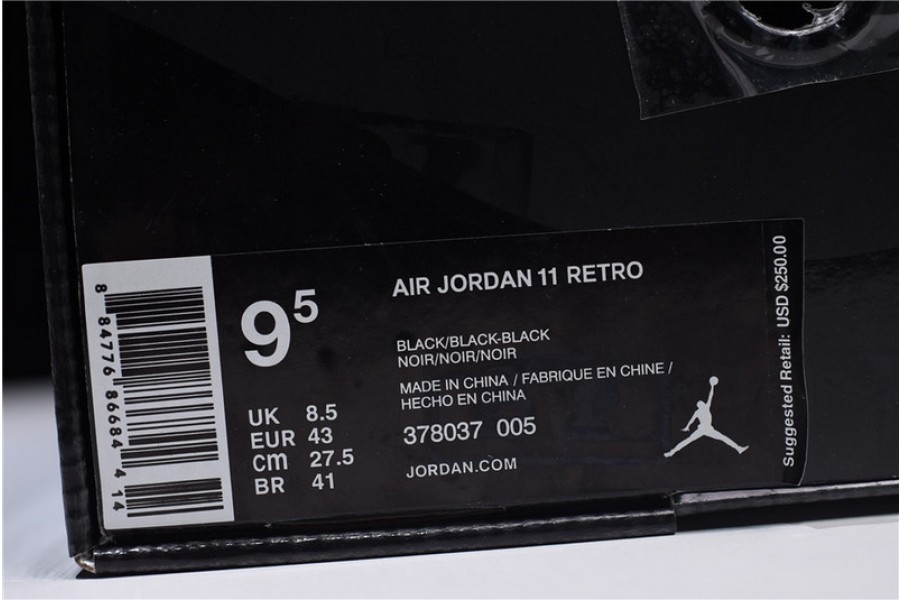 8 84776 86684 414
9⁵
UK 8.5
EUR 43
cm 27.5
BR 41
AIR JORDAN 11 RETRO
BLACK/BLACK-BLACK
NOIR/NOIR/NOIR
MADE IN CHINA / FABRIQUE EN CHINE /
HECHO EN CHINA
378037 005
JORDAN.COM
Suggested Retail: USD $250.00